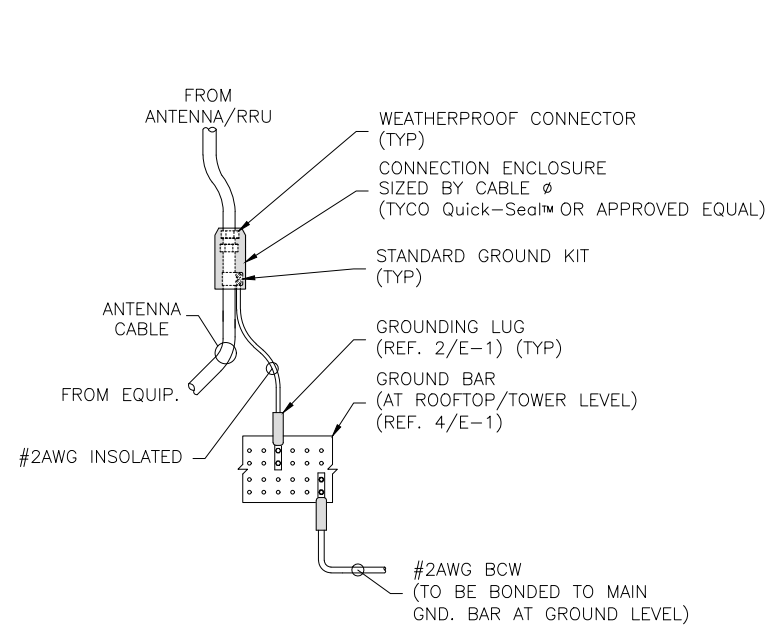 FROM
ANTENNA/RRU
WEATHERPROOF CONNECTOR
(TYP)
CONNECTION ENCLOSURE
SIZED BY CABLE Ø
(TYCO Quick-Seal™ OR APPROVED EQUAL)
STANDARD GROUND KIT
(TYP)
ANTENNA
CABLE
GROUNDING LUG
(REF. 2/E-1) (TYP)
FROM EQUIP.
GROUND BAR
(AT ROOFTOP/TOWER LEVEL)
(REF. 4/E-1)
#2AWG INSOLATED
#2AWG BCW
(TO BE BONDED TO MAIN
GND. BAR AT GROUND LEVEL)